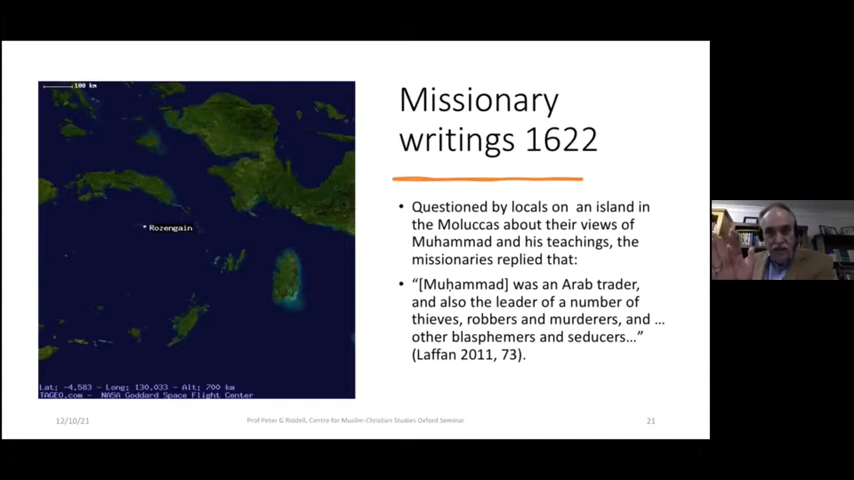 100 km
Rozengain
Lat: -4.583 - Long: 130.033 - Alt: 700 km
TAGEO.com - NASA Goddard Space Flight Center
Missionary
writings 1622
• Questioned by locals on an island in
the Moluccas about their views of
Muhammad and his teachings, the
missionaries replied that:
• “[Muḥammad] was an Arab trader,
and also the leader of a number of
thieves, robbers and murderers, and …
other blasphemers and seducers…”
(Laffan 2011, 73).
12/10/21
Prof Peter G Riddell, Centre for Muslim-Christian Studies Oxford Seminar
21